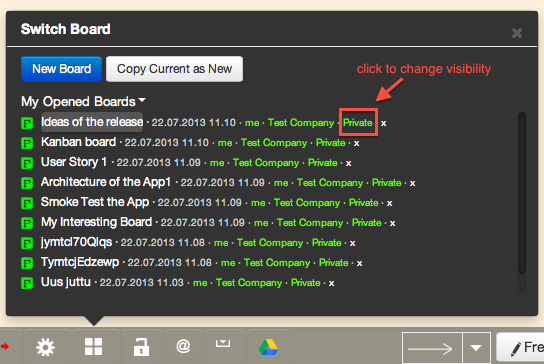 Switch Board
New Board Copy Current as New
click to change visibility
My Opened Boards
Ideas of the release · 22.07.2013 11.10 · me · Test Company · Private · x
Kanban board · 22.07.2013 11.10 · me · Test Company · Private · x
User Story 1 · 22.07.2013 11.09 · me · Test Company · Private · x
Architecture of the App1 · 22.07.2013 11.09 · me · Test Company · Private · x
Smoke Test the App · 22.07.2013 11.09 · me · Test Company · Private · x
My Interesting Board · 22.07.2013 11.09 · me · Test Company · Private · x
jymtcl70Qlqs · 22.07.2013 11.08 · me · Test Company · Private · x
TymtcjEdzewp · 22.07.2013 11.08 · me · Test Company · Private · x
Uus juttu · 22.07.2013 11.03 · me · Test Company · Private · x
@ Fre